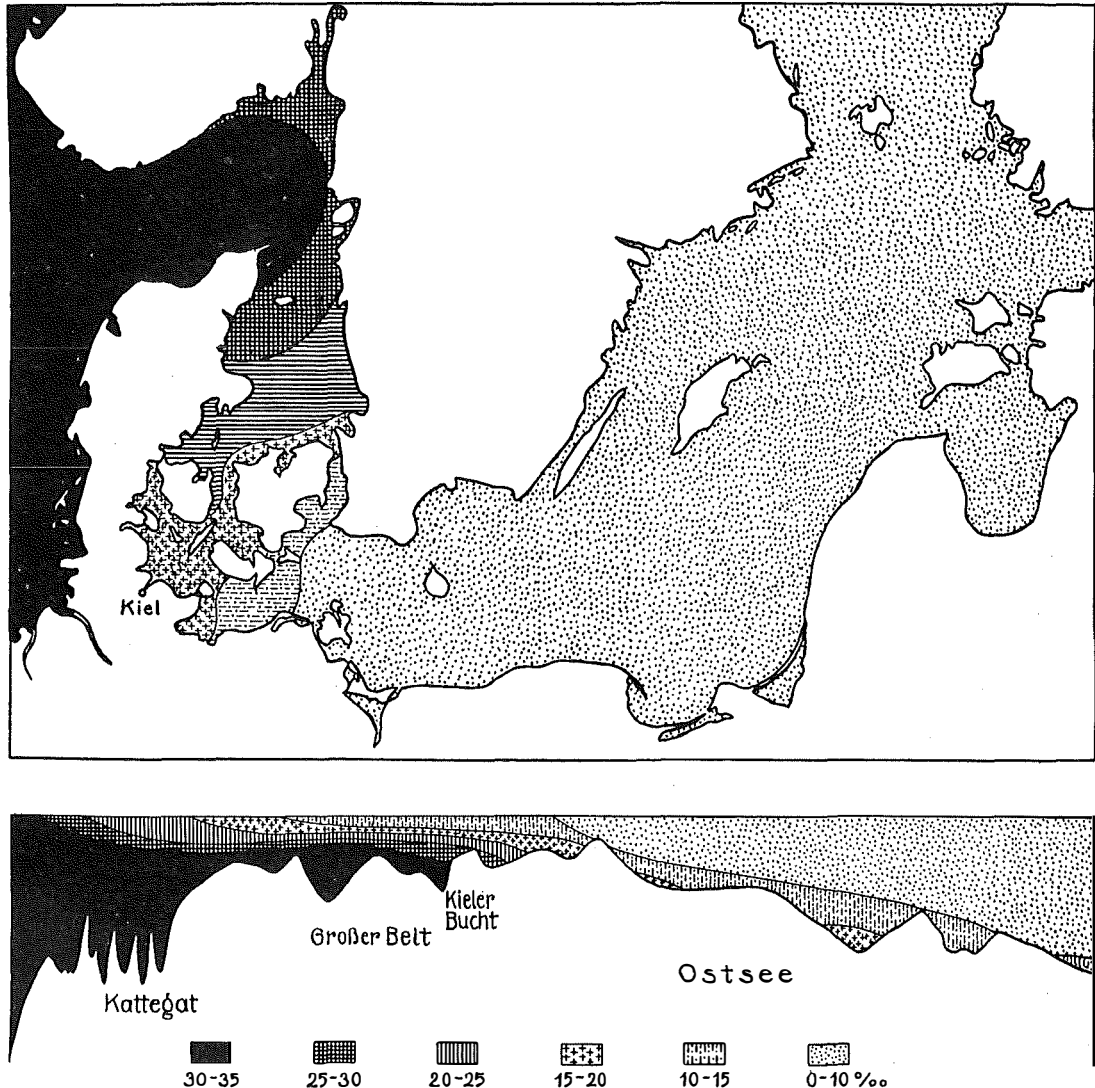 Kiel
Kieler
Bucht
Großer Belt
Ostsee
Kattegat
30-35 25-30 20-25 15-20 10-15 0-10 ‰